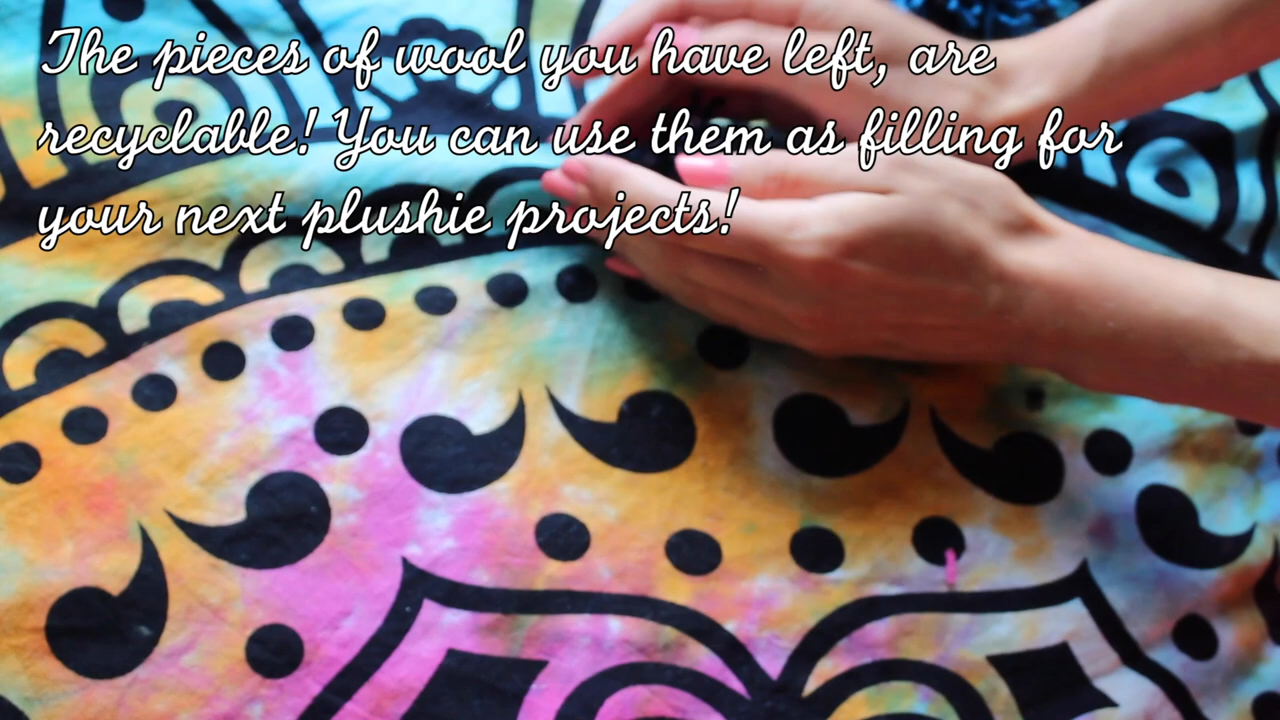 The pieces of wool you have left, are
recyclable! You can use them as filling for
your next plushie projects!